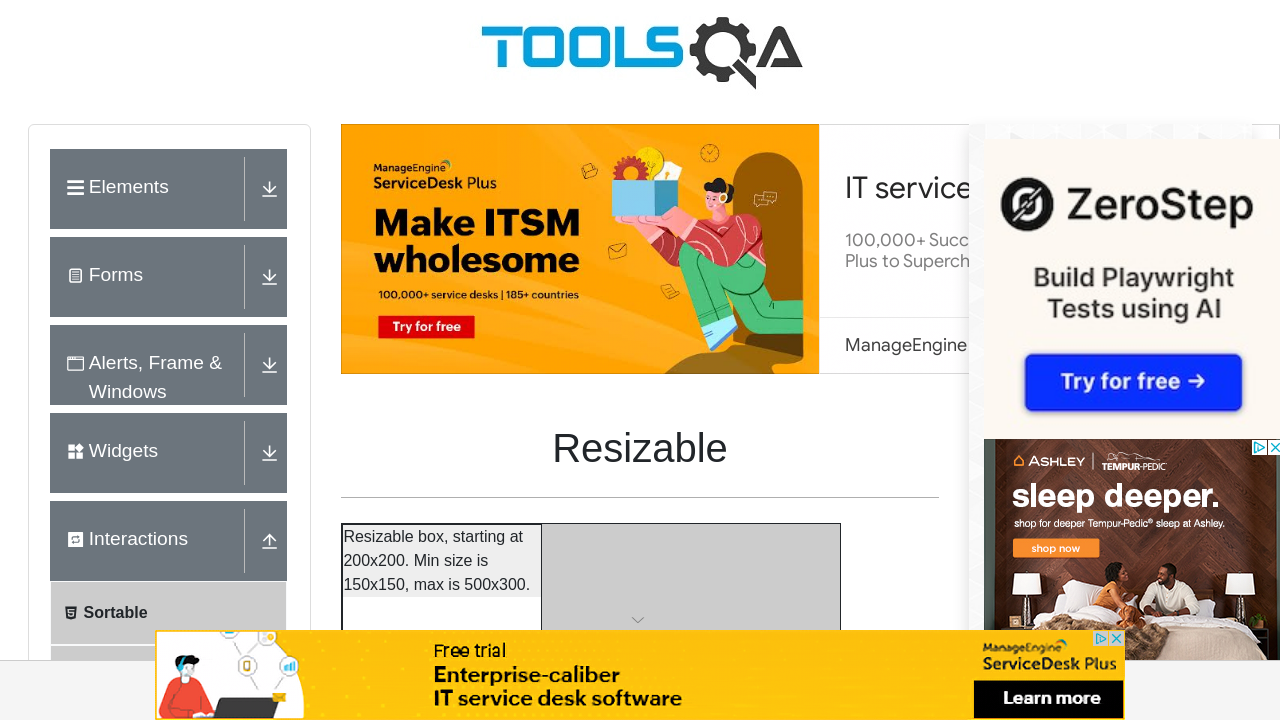 TOOLSQA
Elements
Forms
Alerts, Frame &
Windows
Widgets
Interactions
Sortable
ManageEngine
ServiceDesk Plus
Make ITSM
wholesome
100,000+ service desks | 185+ countries
Try for free
IT service
100,000+ Succ
Plus to Superch
ManageEngine
ZeroStep
Build Playwright
Tests using AI
Try for free →
ASHLEY | TEMPUR-PEDIC®
sleep deeper.
shop for deeper Tempur-Pedic® sleep at Ashley.
shop now
Resizable
Resizable box, starting at
200x200. Min size is
150x150, max is 500x300.
Free trial
Enterprise-caliber
IT service desk software
ManageEngine
ServiceDesk Plus
Learn more